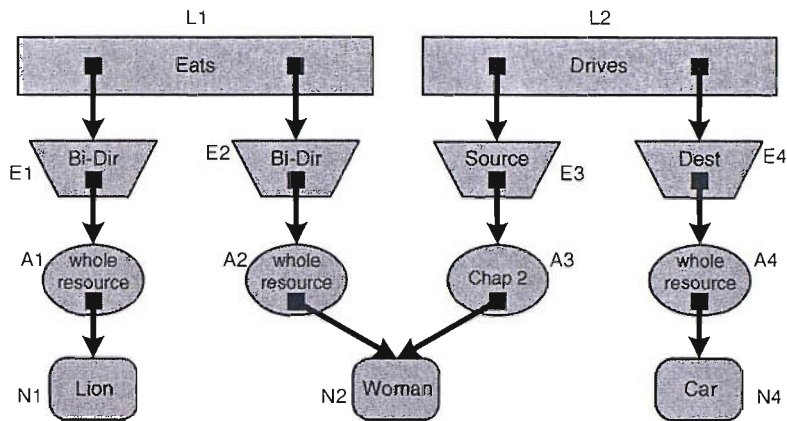 L1
L2
Eats
Drives
E1
Bi-Dir
E2
Bi-Dir
Source
E3
Dest
E4
A1
whole
resource
A2
whole
resource
Chap 2
A3
whole
resource
A4
N1
Lion
N2
Woman
Car
N4